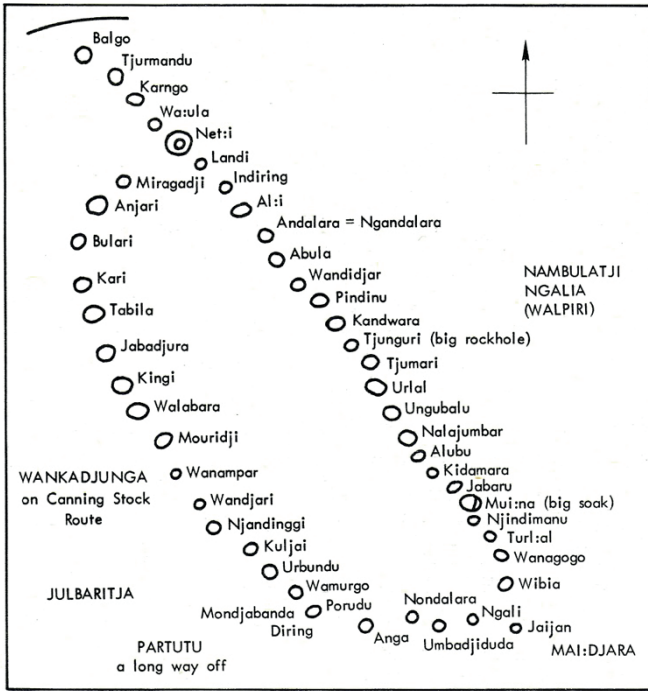 Balgo
Tjurmandu
Karngo
Wa:ula
Net:i
Landi
Miragadji
Indiring
Anjari
Al:i
Andalara = Ngandalara
Bulari
Abula
Wandidjar
NAMBULATJI
NGALIA
(WALPIRI)
Kari
Pindinu
Tabila
Kandwara
Tjunguri (big rockhole)
Jabadjura
Tjumari
Kingi
Urlal
Walabara
Ungubalu
Mouridji
Nalajumbar
Alubu
WANKADJUNGA
on Canning Stock
Route
Wanampar
Kidamara
Jabaru
Wandjari
Mui:na (big soak)
Njandinggi
Njindimanu
Turl:al
Kuljai
Wanagogo
Urbundu
Wibia
JULBARITJA
Wamurgo
Mondjabanda
Diring
Porudu
Anga
Nondalara
Umbadjiduda
Ngali
Jaijan
PARTUTU
a long way off
MAI:DJARA